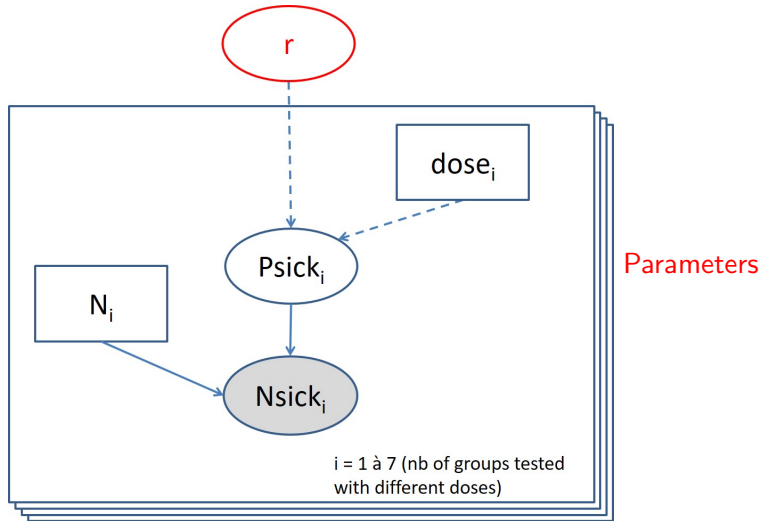 r
dose_i
Psick_i
Parameters
N_i
Nsick_i
i = 1 à 7 (nb of groups tested
with different doses)